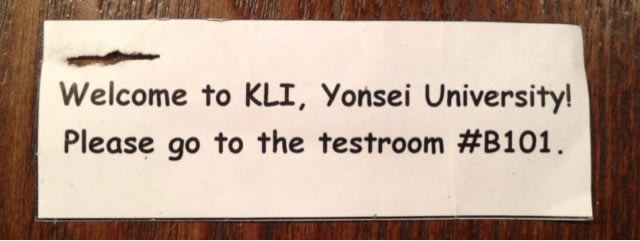 Welcome to KLI, Yonsei University!
Please go to the testroom #B101.